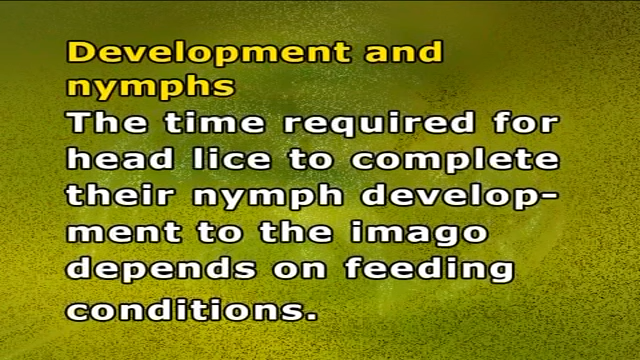 Development and
nymphs
The time required for
head lice to complete
their nymph develop-
ment to the imago
depends on feeding
conditions.